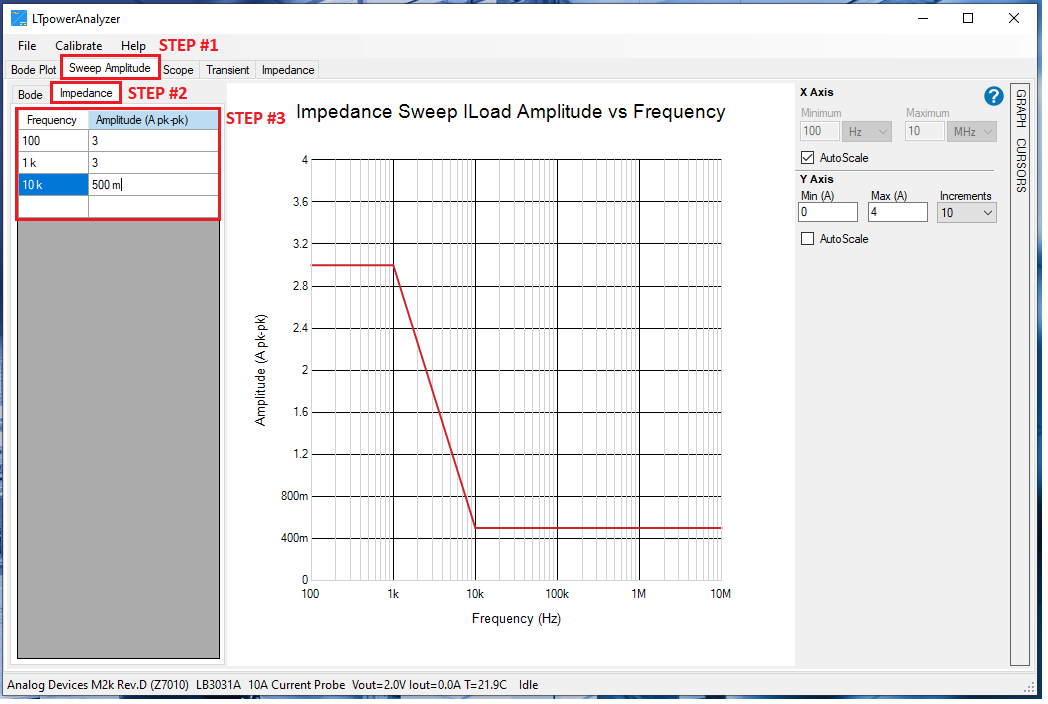 LTpowerAnalyzer
File Calibrate Help STEP #1
Bode Plot Sweep Amplitude Scope Transient Impedance
Bode Impedance STEP #2
Frequency Amplitude (A pk-pk) STEP #3
100 3
1 k 3
10 k 500 m
Impedance Sweep ILoad Amplitude vs Frequency
Amplitude (A pk-pk)
4
3.6
3.2
2.8
2.4
2
1.6
1.2
800m
400m
0
100 1k 10k 100k 1M 10M
Frequency (Hz)
X Axis
?
Minimum Maximum
100 Hz 10 MHz
AutoScale
Y Axis
Min (A) Max (A) Increments
0 4 10
AutoScale
GRAPH CURSORS
Analog Devices M2k Rev.D (Z7010) LB3031A 10A Current Probe Vout=2.0V Iout=0.0A T=21.9C Idle